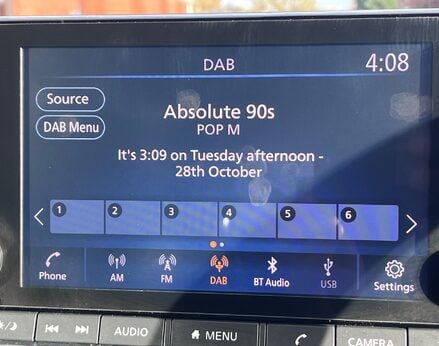 DAB
4:08
Source
Absolute 90s
POP M
DAB Menu
It's 3:09 on Tuesday afternoon -
28th October
1 2 3 4 5 6
Phone AM FM DAB BT Audio USB Settings
AUDIO MENU CAMERA